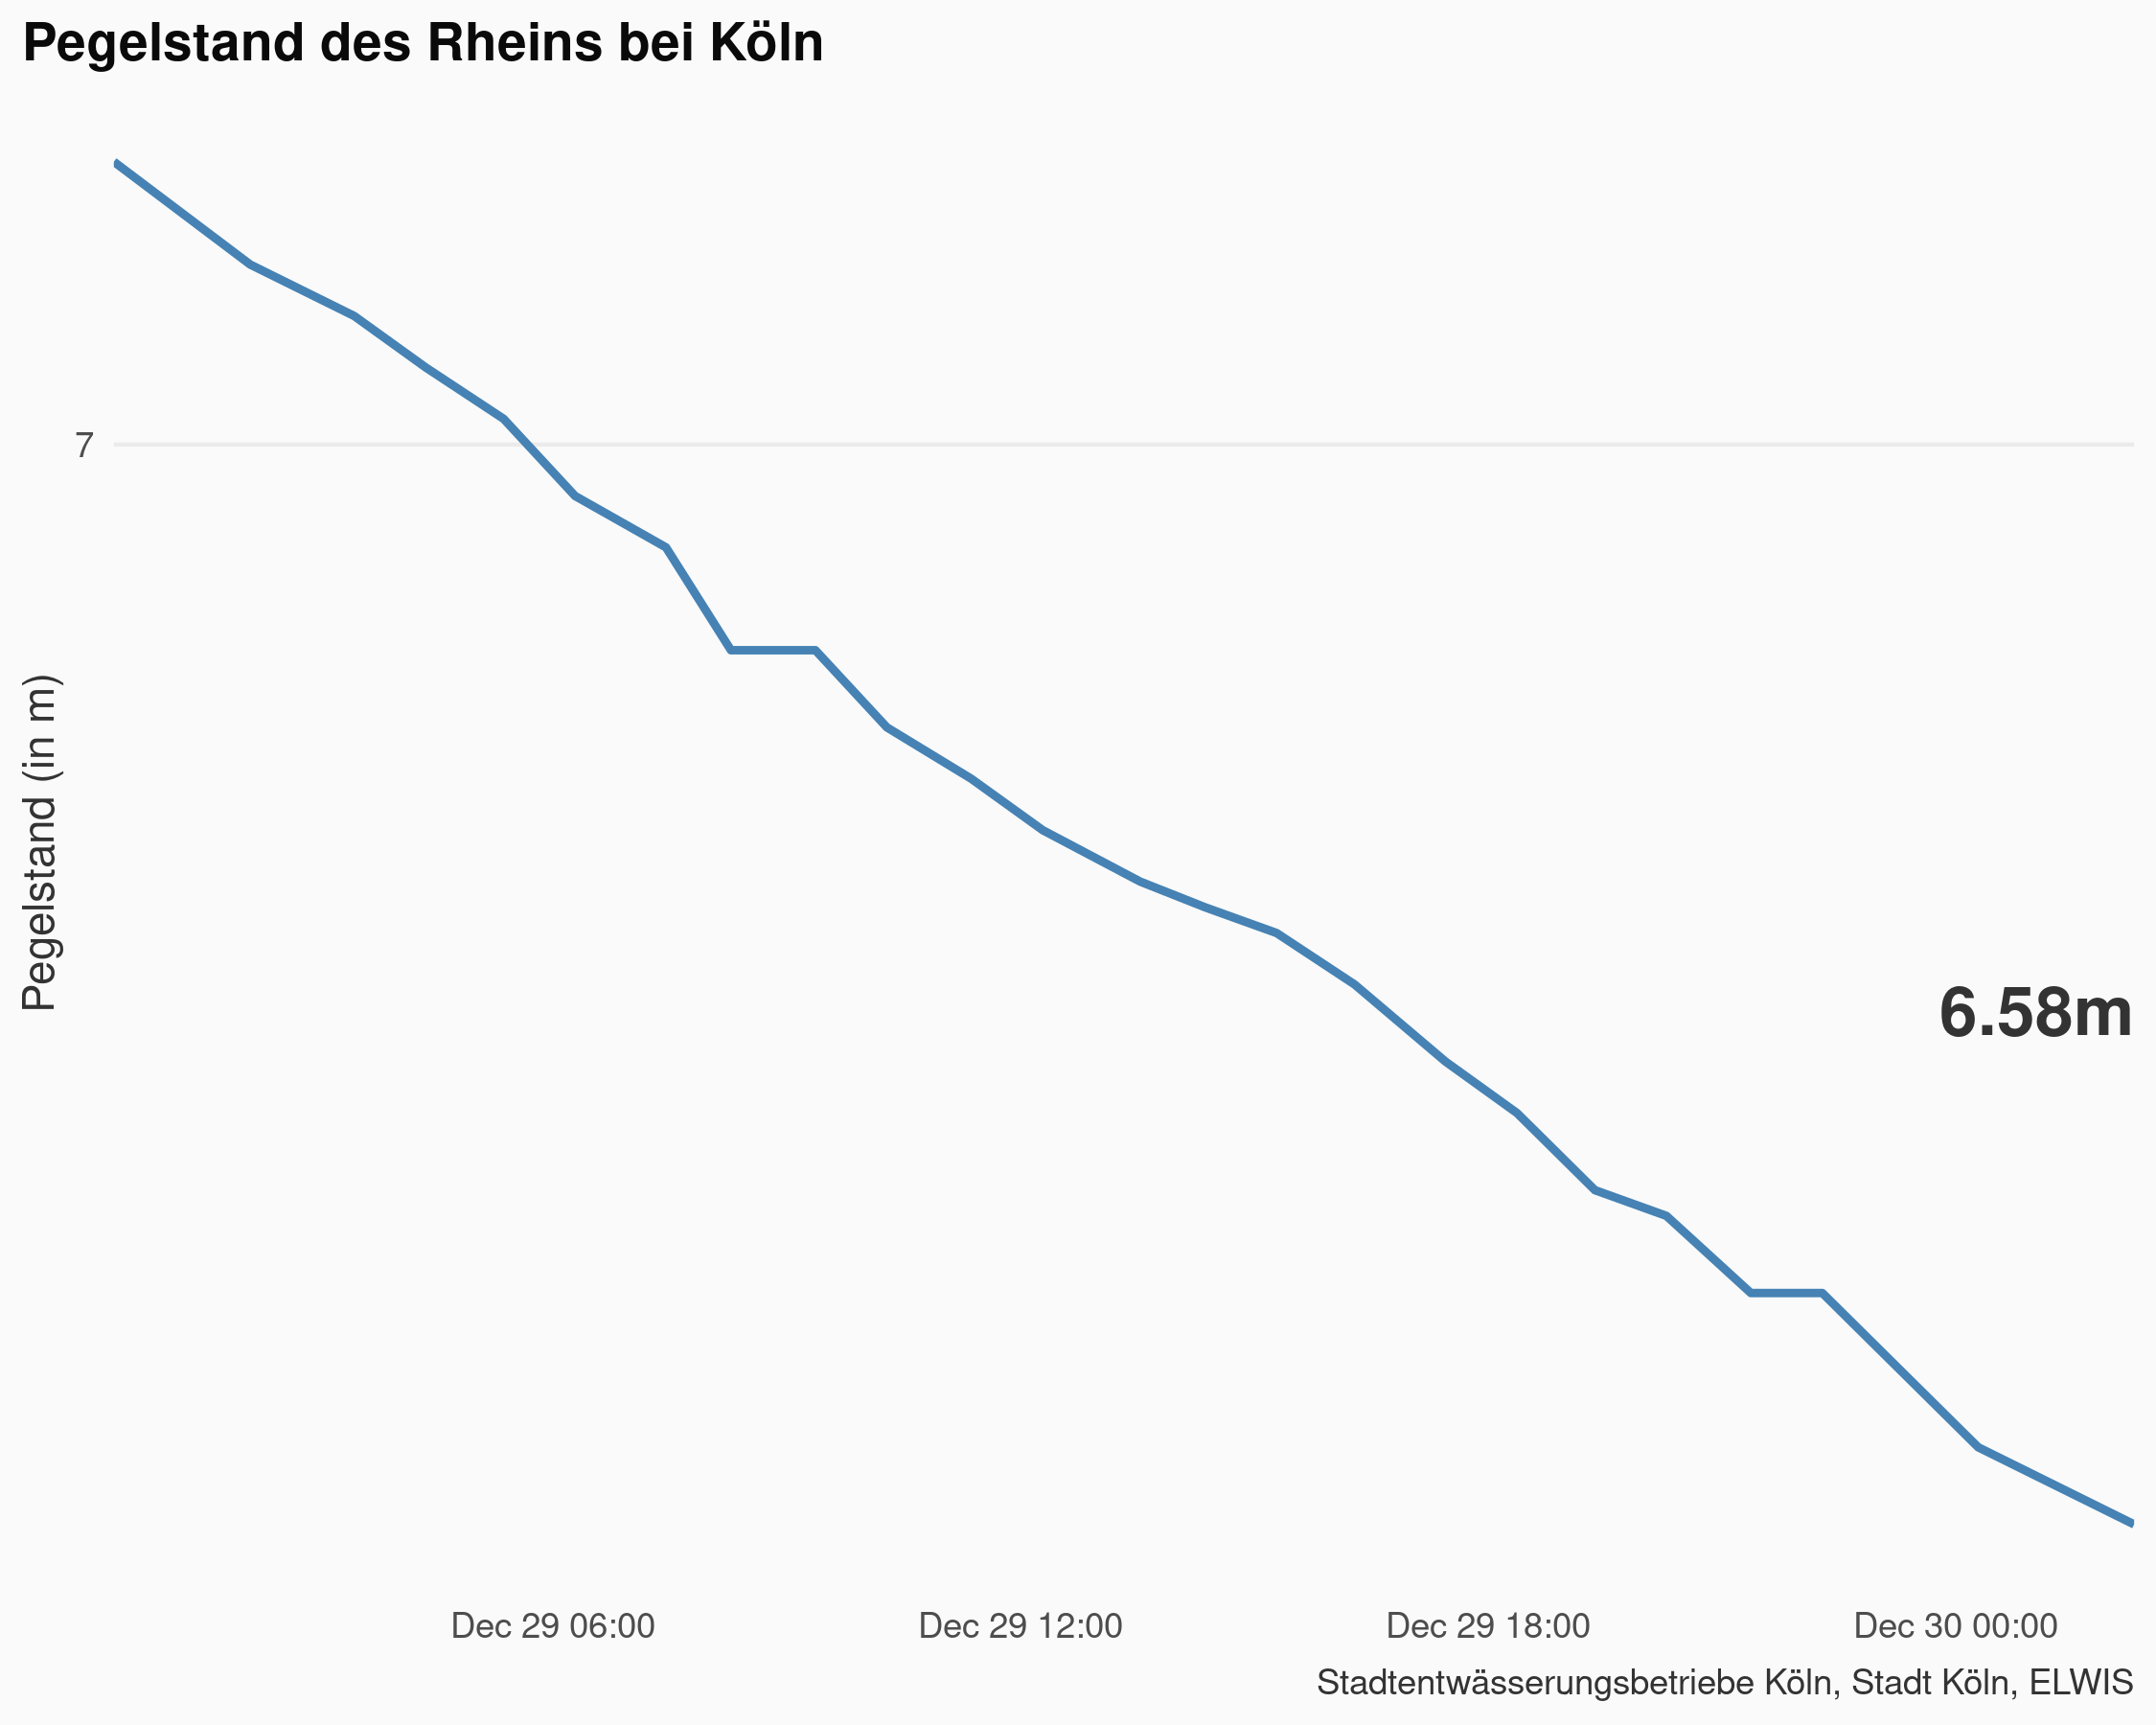 Pegelstand des Rheins bei Köln
7
Pegelstand (in m)
6.58m
Dec 29 06:00
Dec 29 12:00
Dec 29 18:00
Dec 30 00:00
Stadtentwässerungsbetriebe Köln, Stadt Köln, ELWIS